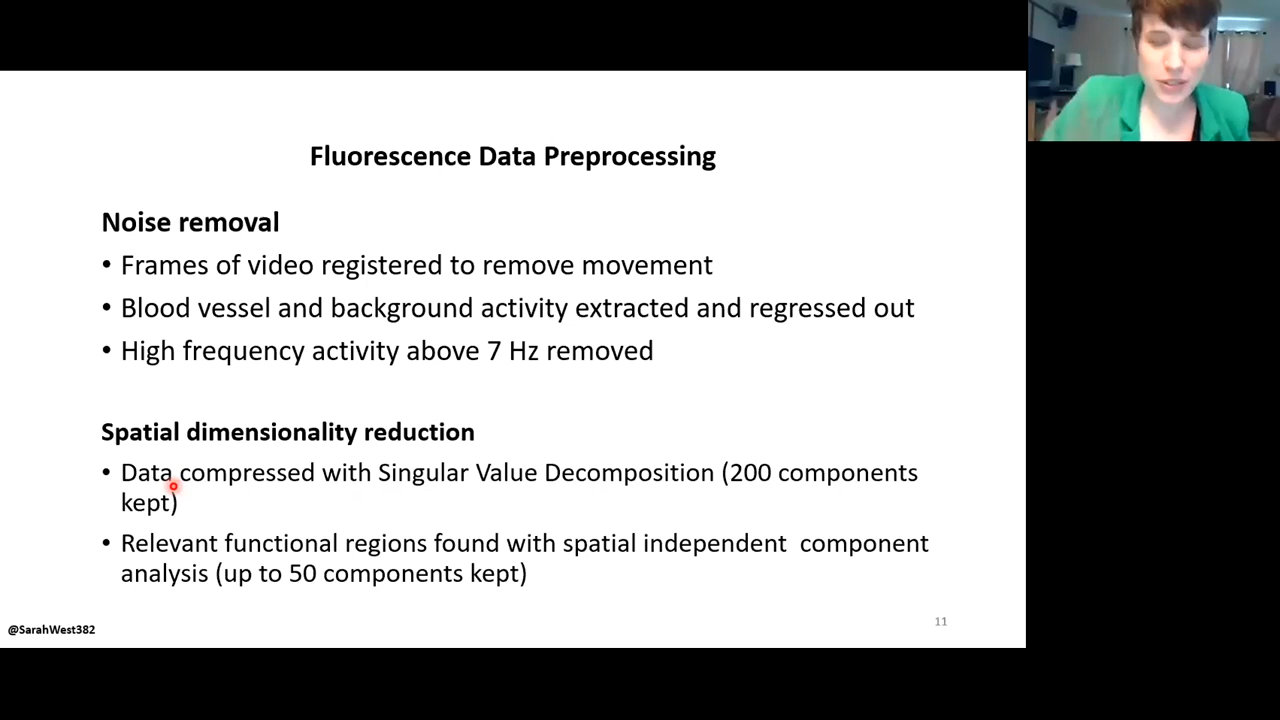 Fluorescence Data Preprocessing
Noise removal
• Frames of video registered to remove movement
• Blood vessel and background activity extracted and regressed out
• High frequency activity above 7 Hz removed
Spatial dimensionality reduction
• Data compressed with Singular Value Decomposition (200 components
kept)
• Relevant functional regions found with spatial independent  component
analysis (up to 50 components kept)
@SarahWest382
11